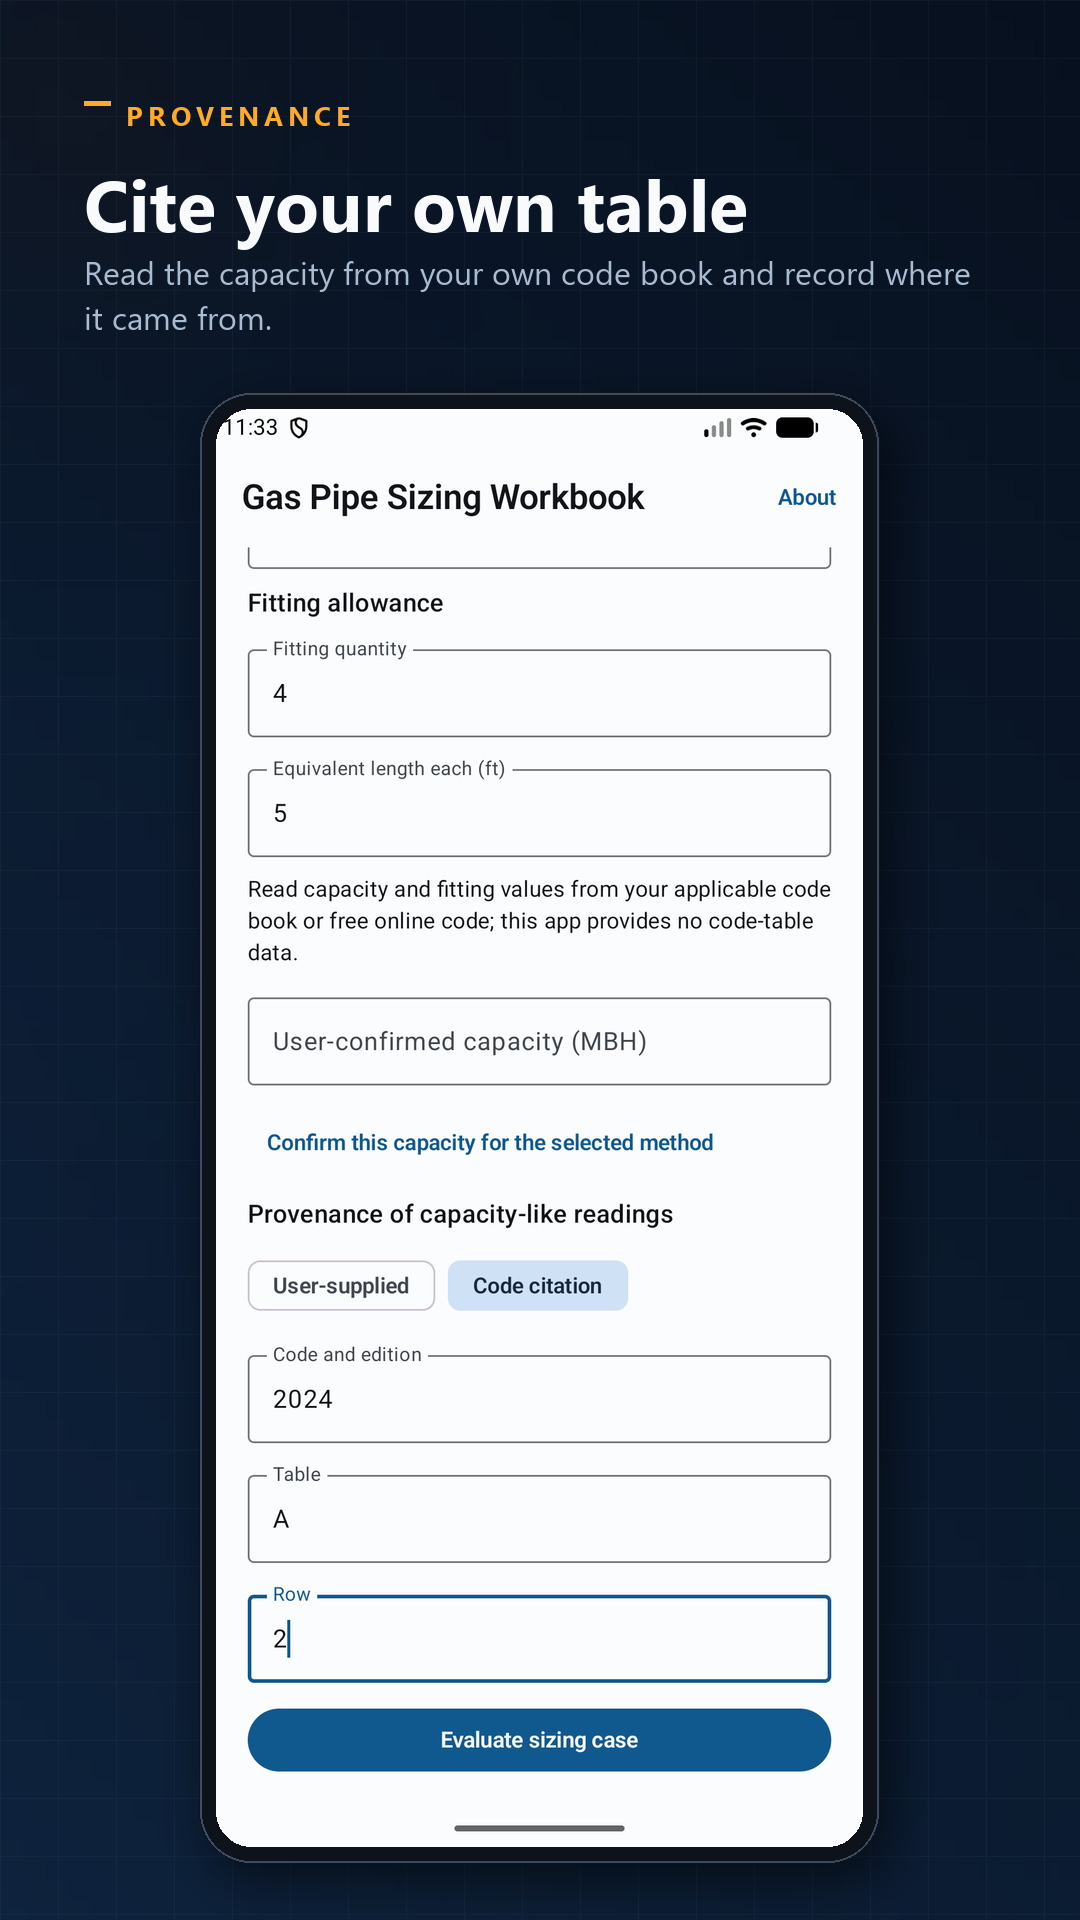 PROVENANCE
Cite your own table
Read the capacity from your own code book and record where
it came from.
11:33
Gas Pipe Sizing Workbook
About
Fitting allowance
Fitting quantity
4
Equivalent length each (ft)
5
Read capacity and fitting values from your applicable code
book or free online code; this app provides no code-table
data.
User-confirmed capacity (MBH)
Confirm this capacity for the selected method
Provenance of capacity-like readings
User-supplied
Code citation
Code and edition
2024
Table
A
Row
2
Evaluate sizing case